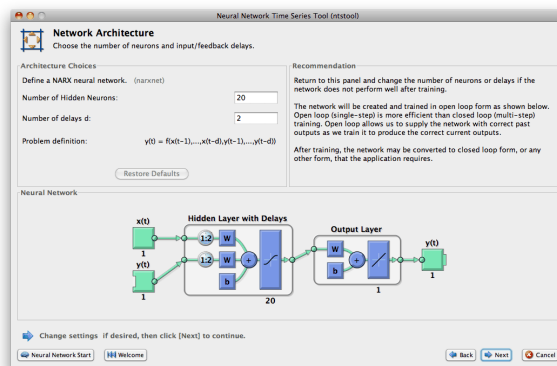 Neural Network Time Series Tool (ntstool)
Network Architecture
Choose the number of neurons and input/feedback delays.
Architecture Choices
Define a NARX neural network. (narxnet)
Number of Hidden Neurons: 20
Number of delays d: 2
Problem definition: y(t) = f(x(t-1),...,x(t-d),y(t-1),...,y(t-d))
Restore Defaults
Recommendation
Return to this panel and change the number of neurons or delays if the
network does not perform well after training.
The network will be created and trained in open loop form as shown below.
Open loop (single-step) is more efficient than closed loop (multi-step)
training. Open loop allows us to supply the network with correct past
outputs as we train it to produce the correct current outputs.
After training, the network may be converted to closed loop form, or any
other form, that the application requires.
Neural Network
Hidden Layer with Delays
Output Layer
x(t)
1
y(t)
1
1:2
W
1:2
W
b
+
20
W
b
+
1
y(t)
1
Change settings if desired, then click [Next] to continue.
Neural Network Start
Welcome
Back
Next
Cancel